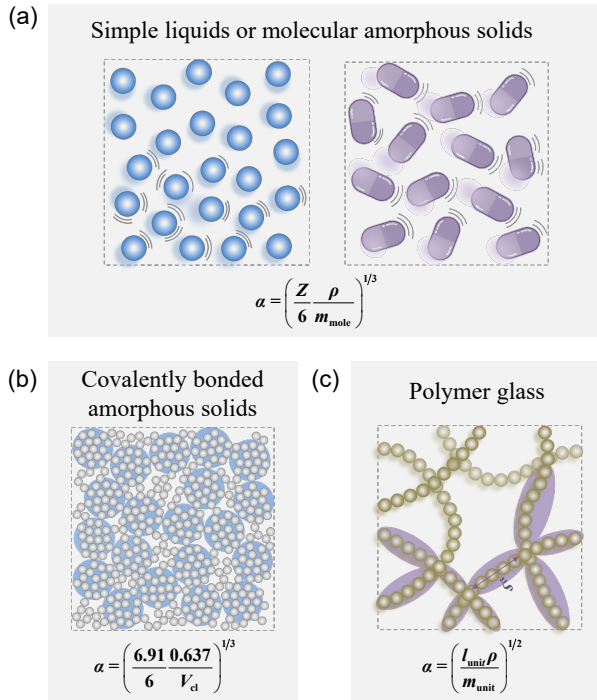 (a)
Simple liquids or molecular amorphous solids
α = (Z/6 ρ/m_mole)^1/3
(b)
Covalently bonded
amorphous solids
α = (6.91/6 0.637/V_cl)^1/3
(c)
Polymer glass
ξ
α = (l_unit ρ/m_unit)^1/2